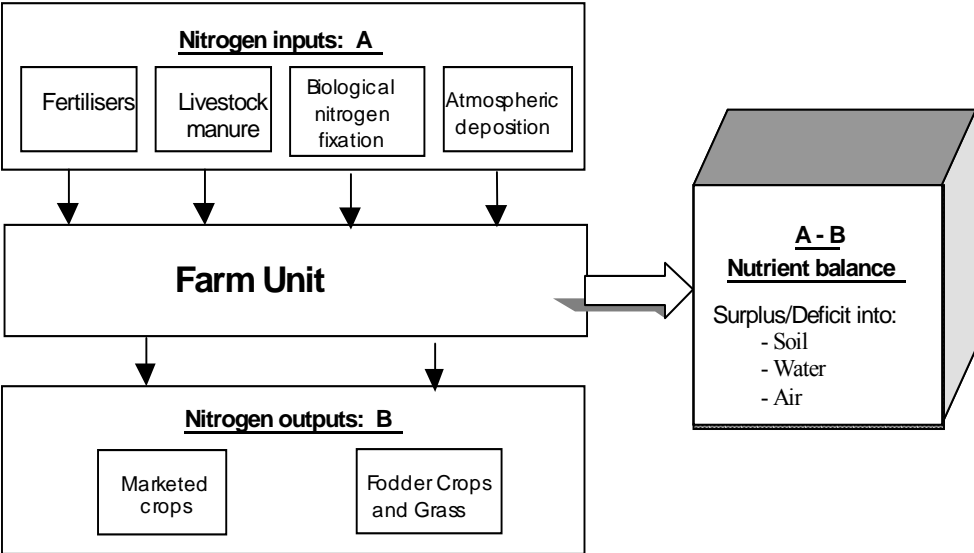 Nitrogen inputs: A
Fertilisers
Livestock
manure
Biological
nitrogen
fixation
Atmospheric
deposition
Farm Unit
A - B
Nutrient balance
Surplus/Deficit into:
- Soil
- Water
- Air
Nitrogen outputs: B
Marketed
crops
Fodder Crops
and Grass